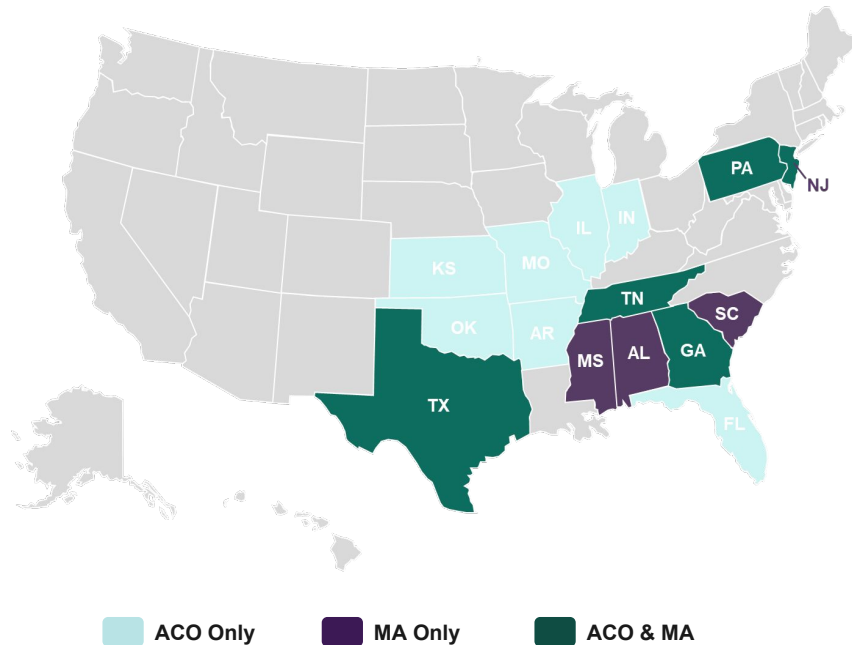 PA
NJ
IL
IN
KS
MO
TN
OK
AR
SC
MS
AL
GA
TX
FL
ACO Only
MA Only
ACO & MA